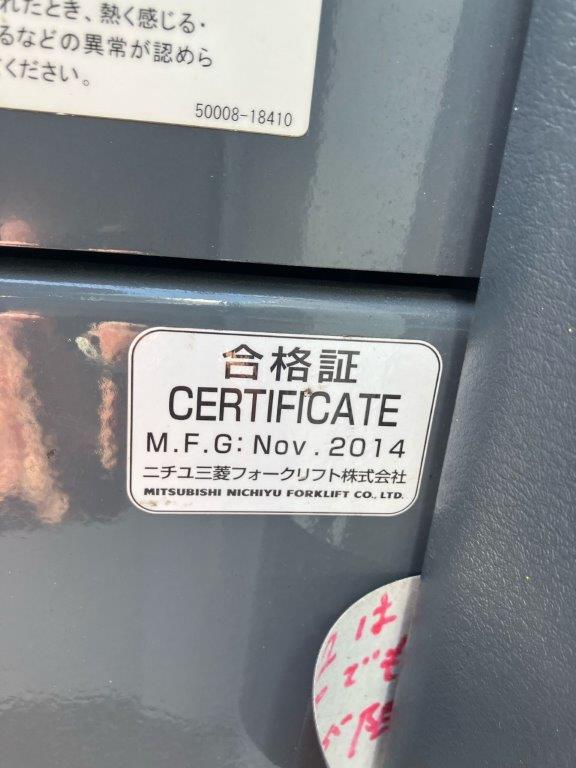 れたとき、熱く感じる・
るなどの異常が認めら
ください。
50008-18410
合格証
CERTIFICATE
M.F.G: Nov. 2014
ニチユ三菱フォークリフト株式会社
MITSUBISHI NICHIYU FORKLIFT CO., LTD.